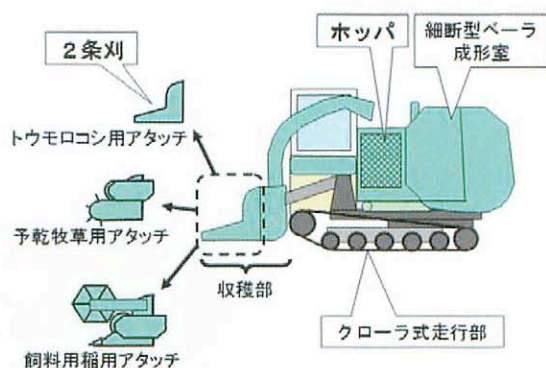 ２条刈
ホッパ
細断型ベーラ
成形室
トウモロコシ用アタッチ
予乾牧草用アタッチ
収穫部
クローラ式走行部
飼料用稲用アタッチ